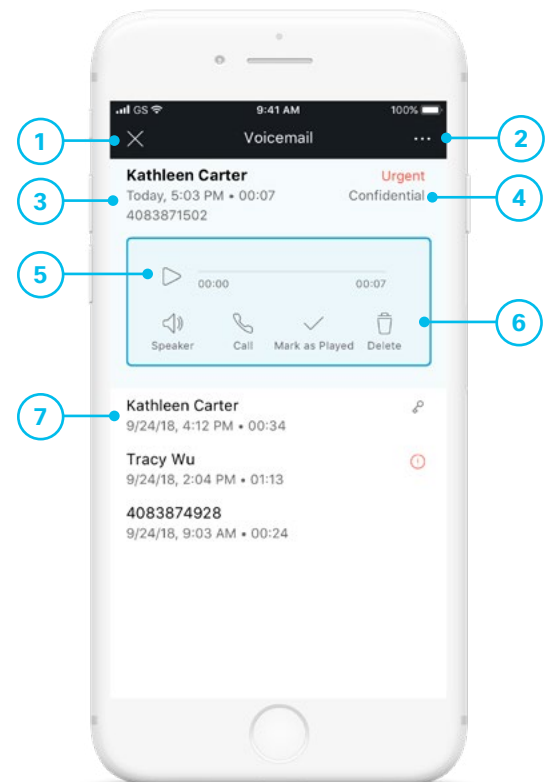 GS 9:41 AM 100%
1 Voicemail ... 2
Kathleen Carter Urgent
3 Today, 5:03 PM • 00:07 Confidential 4
4083871502
5
00:00 00:07
6
Speaker Call Mark as Played Delete
7 Kathleen Carter
9/24/18, 4:12 PM • 00:34
Tracy Wu
9/24/18, 2:04 PM • 01:13
4083874928
9/24/18, 9:03 AM • 00:24